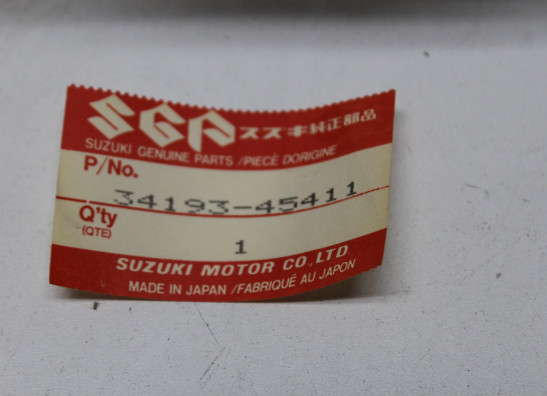 SGP スズキ純正部品
SUZUKI GENUINE PARTS /PIECE DORIGINE
P/No.
34193-45411
Q'ty
(QTE)
1
SUZUKI MOTOR CO.,LTD.
MADE IN JAPAN /FABRIQUÉ AU JAPON